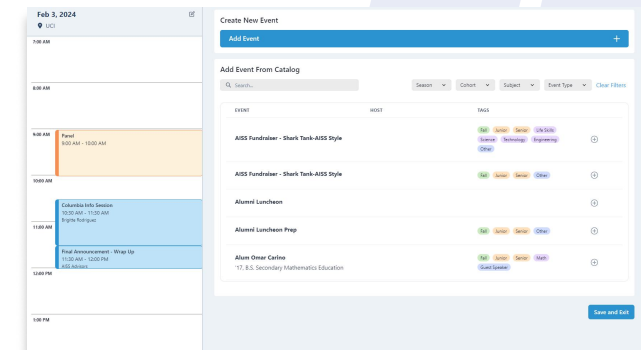 Feb 3, 2024
UCI
7:00 AM
8:00 AM
9:00 AM
Panel
9:00 AM - 10:00 AM
10:00 AM
Columbia Info Session
10:30 AM - 11:30 AM
Brigitte Rodriguez
11:00 AM
Final Announcement - Wrap Up
11:30 AM - 12:00 PM
AISS Advisors
12:00 PM
1:00 PM
Create New Event
Add Event
Add Event From Catalog
Search...
Season
Cohort
Subject
Event Type
Clear Filters
EVENT HOST TAGS
AISS Fundraiser - Shark Tank-AISS Style
Fall Junior Senior Life Skills
Science Technology Engineering
Other
AISS Fundraiser - Shark Tank-AISS Style
Fall Junior Senior Other
Alumni Luncheon
Alumni Luncheon Prep
Fall Junior Senior Other
Alum Omar Carino
'17, B.S. Secondary Mathematics Education
Fall Junior Senior Math
Guest Speaker
Save and Exit